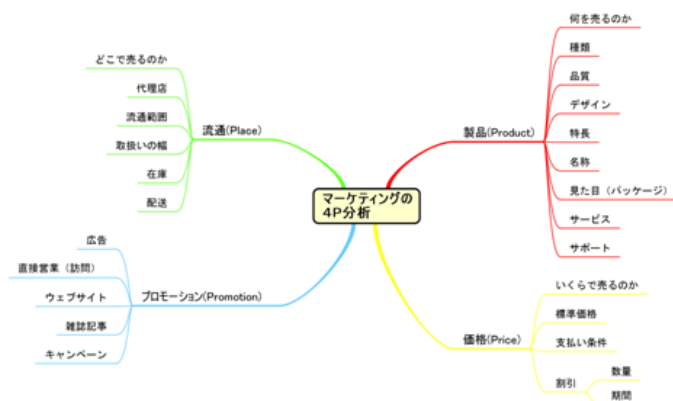 マーケティングの
4P分析
製品(Product)
何を売るのか
種類
品質
デザイン
特長
名称
見た目（パッケージ）
サービス
サポート
価格(Price)
いくらで売るのか
標準価格
支払い条件
割引
数量
期間
流通(Place)
どこで売るのか
代理店
流通範囲
取扱いの幅
在庫
配送
プロモーション(Promotion)
広告
直接営業（訪問）
ウェブサイト
雑誌記事
キャンペーン